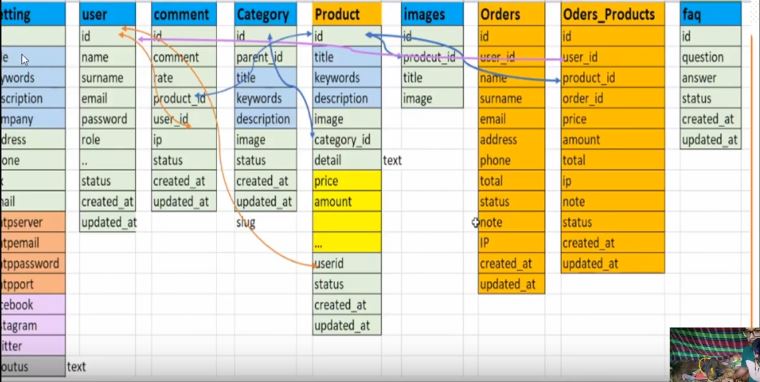 tting
e
ywords
scription
mpany
dress
one
ail
tpserver
tpemail
tppassword
tpport
cebook
tagram
itter
outus
text
user
id
name
surname
email
password
role
..
status
created_at
updated_at
comment
id
comment
rate
product_id
user_id
ip
status
created_at
updated_at
Category
id
parent_id
title
keywords
description
image
status
created_at
updated_at
slug
Product
id
title
keywords
description
image
category_id
detail
text
price
amount
...
userid
status
created_at
updated_at
images
id
prodcut_id
title
image
Orders
id
user_id
name
surname
email
address
phone
total
status
note
IP
created_at
updated_at
Oders_Products
id
user_id
product_id
order_id
price
amount
total
ip
note
status
created_at
updated_at
faq
id
question
answer
status
created_at
updated_at